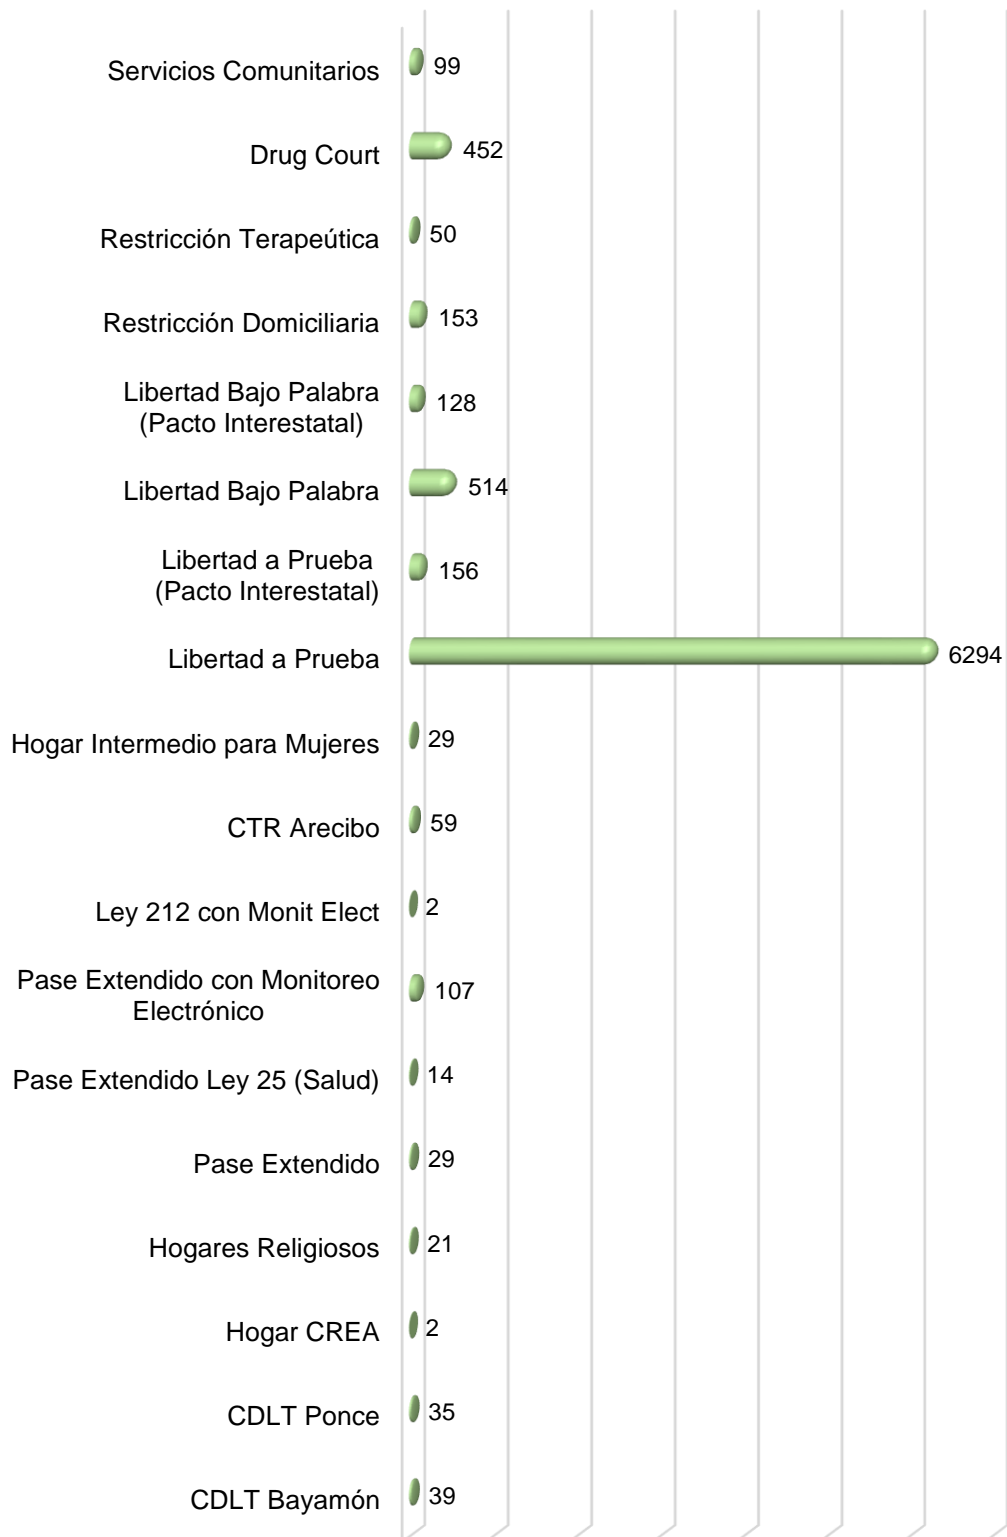 Servicios Comunitarios 99
Drug Court 452
Restricción Terapeútica 50
Restricción Domiciliaria 153
Libertad Bajo Palabra
(Pacto Interestatal) 128
Libertad Bajo Palabra 514
Libertad a Prueba
(Pacto Interestatal) 156
Libertad a Prueba 6294
Hogar Intermedio para Mujeres 29
CTR Arecibo 59
Ley 212 con Monit Elect 2
Pase Extendido con Monitoreo
Electrónico 107
Pase Extendido Ley 25 (Salud) 14
Pase Extendido 29
Hogares Religiosos 21
Hogar CREA 2
CDLT Ponce 35
CDLT Bayamón 39